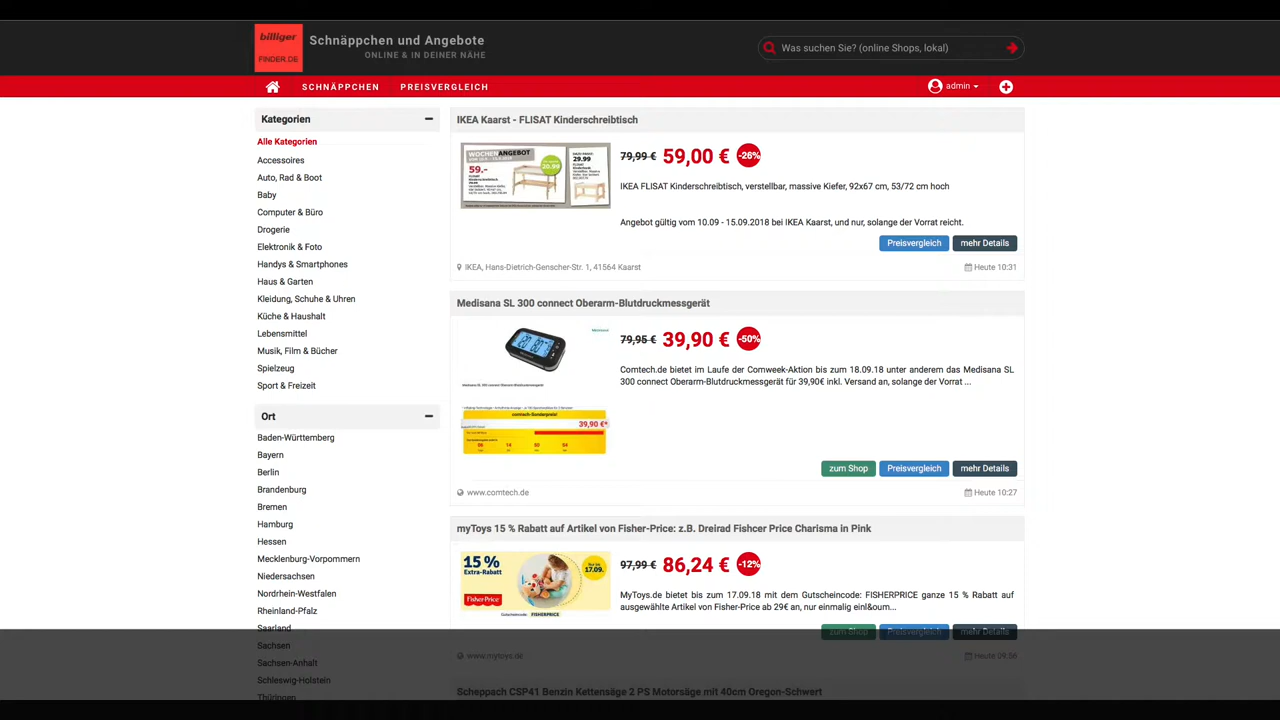 billiger
FINDER.DE
Schnäppchen und Angebote
ONLINE & IN DEINER NÄHE
Was suchen Sie? (online Shops, lokal)
SCHNÄPPCHEN
PREISVERGLEICH
admin
Kategorien
Alle Kategorien
Accessoires
Auto, Rad & Boot
Baby
Computer & Büro
Drogerie
Elektronik & Foto
Handys & Smartphones
Haus & Garten
Kleidung, Schuhe & Uhren
Küche & Haushalt
Lebensmittel
Musik, Film & Bücher
Spielzeug
Sport & Freizeit
Ort
Baden-Württemberg
Bayern
Berlin
Brandenburg
Bremen
Hamburg
Hessen
Mecklenburg-Vorpommern
Niedersachsen
Nordrhein-Westfalen
Rheinland-Pfalz
Saarland
Sachsen
Sachsen-Anhalt
Schleswig-Holstein
Thüringen
IKEA Kaarst - FLISAT Kinderschreibtisch
WOCHENANGEBOT
59.-
29.99
79,99 € 59,00 € -26%
IKEA FLISAT Kinderschreibtisch, verstellbar, massive Kiefer, 92x67 cm, 53/72 cm hoch
Angebot gültig vom 10.09 - 15.09.2018 bei IKEA Kaarst, und nur, solange der Vorrat reicht.
Preisvergleich
mehr Details
IKEA, Hans-Dietrich-Genscher-Str. 1, 41564 Kaarst
Heute 10:31
Medisana SL 300 connect Oberarm-Blutdruckmessgerät
comtech-Sonderpreis!
39,90 €*
79,95 € 39,90 € -50%
Comtech.de bietet im Laufe der Comweek-Aktion bis zum 18.09.18 unter anderem das Medisana SL
300 connect Oberarm-Blutdruckmessgerät für 39,90€ inkl. Versand an, solange der Vorrat ...
zum Shop
Preisvergleich
mehr Details
www.comtech.de
Heute 10:27
myToys 15 % Rabatt auf Artikel von Fisher-Price: z.B. Dreirad Fishcer Price Charisma in Pink
15 %
Extra-Rabatt
17.09.
Fisher-Price
Gutscheincode: FISHERPRICE
97,99 € 86,24 € -12%
MyToys.de bietet bis zum 17.09.18 mit dem Gutscheincode: FISHERPRICE ganze 15 % Rabatt auf
ausgewählte Artikel von Fisher-Price ab 29€ an, nur einmalig einl&oum...
zum Shop
Preisvergleich
mehr Details
www.mytoys.de
Heute 09:56
Scheppach CSP41 Benzin Kettensäge 2 PS Motorsäge mit 40cm Oregon-Schwert